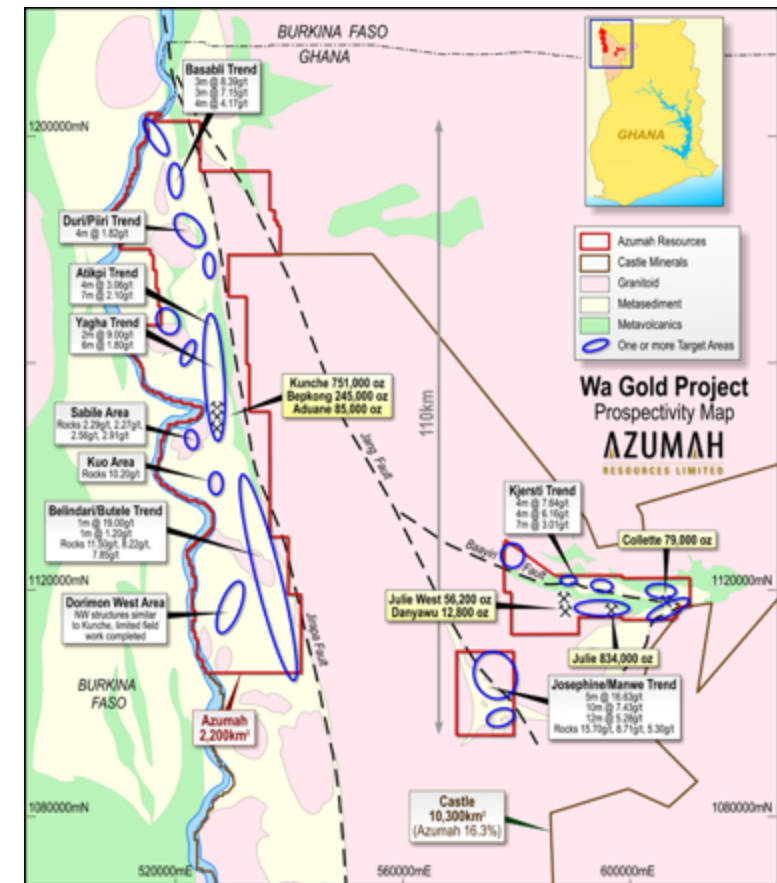 BURKINA FASO
GHANA
Basabli Trend
3m @ 8.39g/t
3m @ 7.15g/t
4m @ 4.17g/t
1200000mN
GHANA
Duri/Piiri Trend
4m @ 1.82g/t
Azumah Resources
Castle Minerals
Granitoid
Metasediment
Metavolcanics
One or more Target Areas
Atikpi Trend
4m @ 3.06g/t
7m @ 2.10g/t
Yagha Trend
2m @ 9.00g/t
6m @ 1.80g/t
Kunche 751,000 oz
Bepkong 245,000 oz
Aduane 85,000 oz
110km
Wa Gold Project
Prospectivity Map
AZUMAH
RESOURCES LIMITED
Sabile Area
Rocks 2.29g/t, 2.27g/t,
2.56g/t, 2.91g/t
Jang Fault
Kuo Area
Rocks 10.20g/t
Kjersti Trend
4m @ 7.64g/t
4m @ 6.16g/t
7m @ 3.01g/t
Belindari/Butele Trend
1m @ 19.00g/t
1m @ 1.20g/t
Rocks 11.50g/t, 8.22g/t,
7.85g/t
Collette 79,000 oz
Baayiri Fault
1120000mN
1120000mN
Dorimon West Area
NW structures similar
to Kunche, limited field
work completed
Julie West 56,200 oz
Danyawu 12,800 oz
Jirapa Fault
Julie 834,000 oz
BURKINA
FASO
Josephine/Manwe Trend
5m @ 16.63g/t
10m @ 7.43g/t
12m @ 5.28g/t
Rocks 15.70g/t, 8.71g/t, 5.30g/t
Azumah
2,200km²
Castle
10,300km²
(Azumah 16.3%)
1080000mN
1080000mN
520000mE
560000mE
600000mE